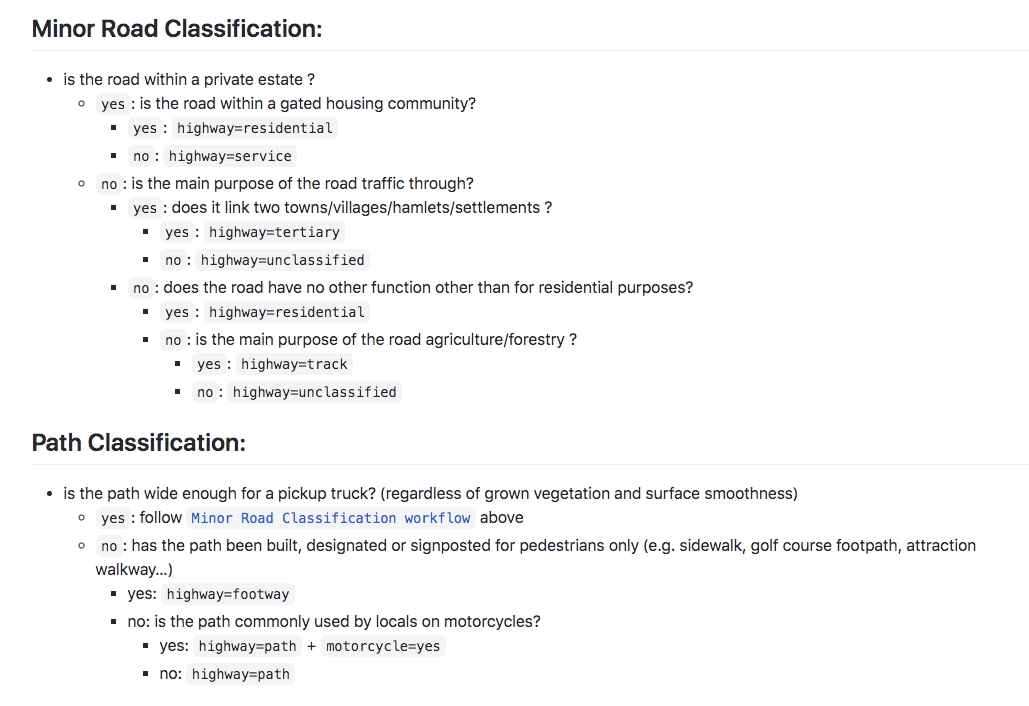 Minor Road Classification:
is the road within a private estate ?
yes : is the road within a gated housing community?
yes : highway=residential
no : highway=service
no : is the main purpose of the road traffic through?
yes : does it link two towns/villages/hamlets/settlements ?
yes : highway=tertiary
no : highway=unclassified
no : does the road have no other function other than for residential purposes?
yes : highway=residential
no : is the main purpose of the road agriculture/forestry ?
yes : highway=track
no : highway=unclassified
Path Classification:
is the path wide enough for a pickup truck? (regardless of grown vegetation and surface smoothness)
yes : follow Minor Road Classification workflow above
no : has the path been built, designated or signposted for pedestrians only (e.g. sidewalk, golf course footpath, attraction
walkway...)
yes: highway=footway
no: is the path commonly used by locals on motorcycles?
yes: highway=path + motorcycle=yes
no: highway=path